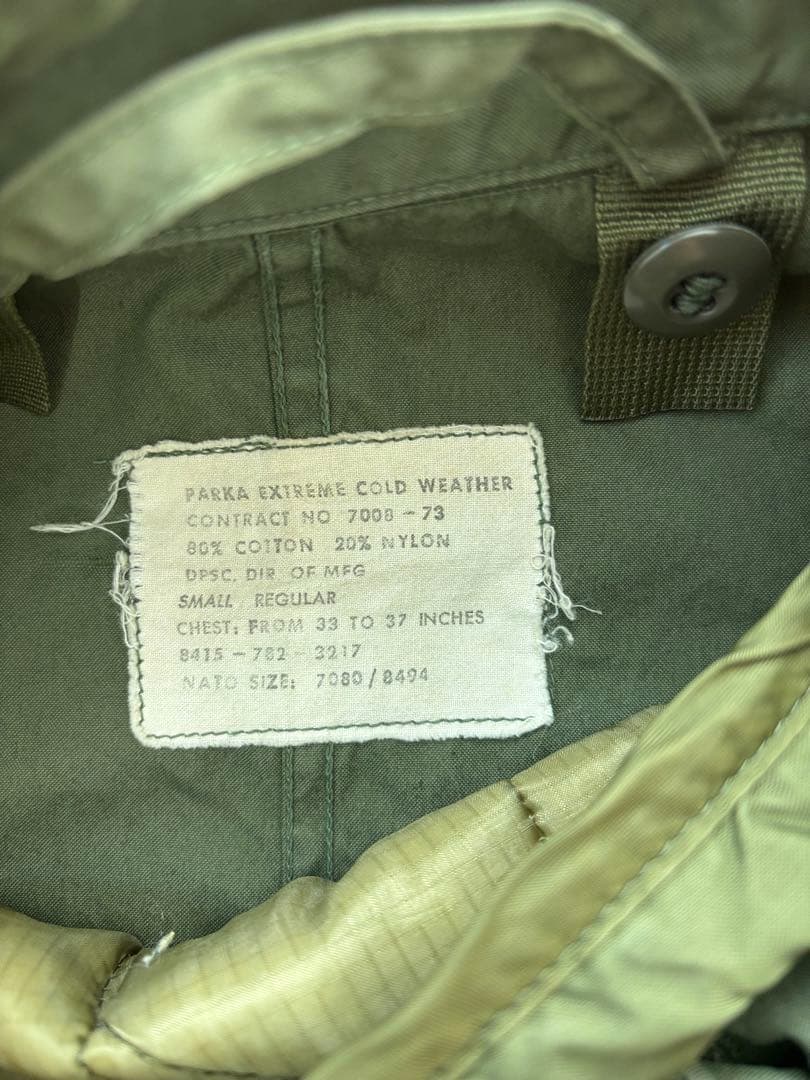 PARKA EXTREME COLD WEATHER
CONTRACT NO 7008 - 73
80% COTTON 20% NYLON
DPSC, DIR. OF MFG
SMALL REGULAR
CHEST: FROM 33 TO 37 INCHES
8415 - 782 - 3217
NATO SIZE: 7080 / 8494